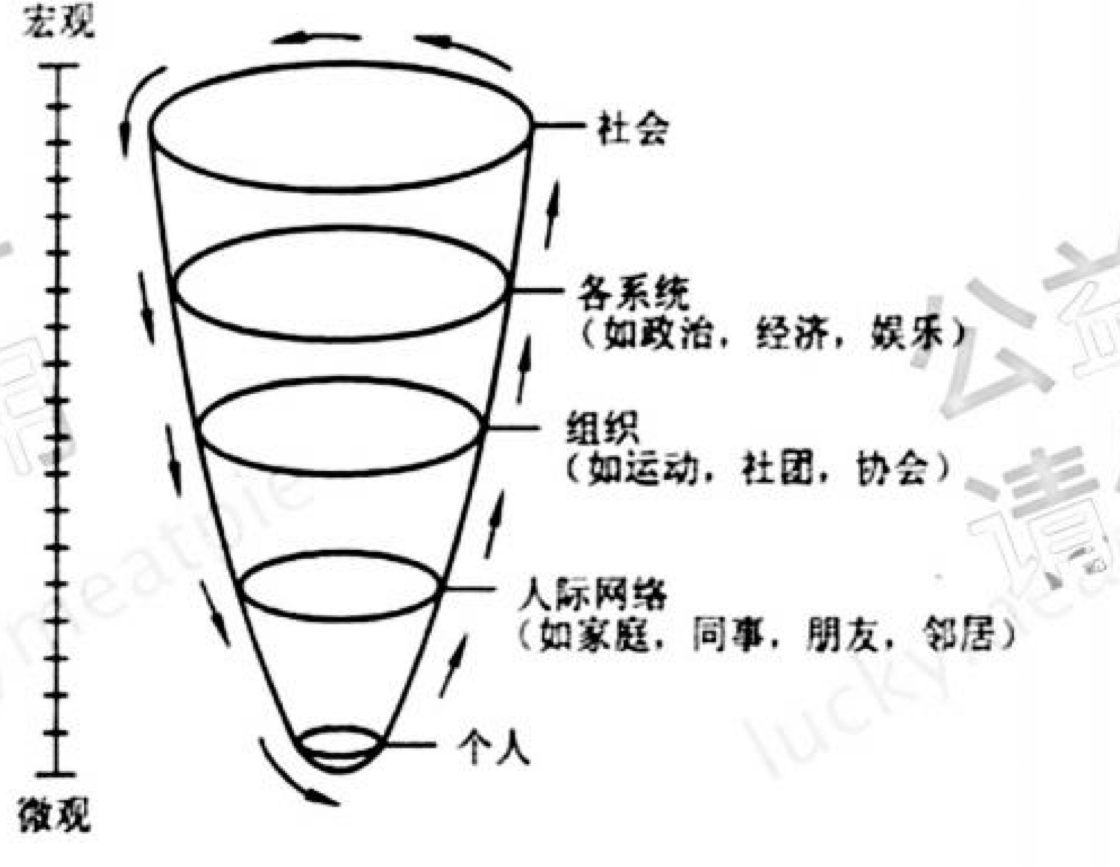 宏观
社会
各系统
（如政治，经济，娱乐）
组织
（如运动，社团，协会）
人际网络
（如家庭，同事，朋友，邻居）
个人
微观
公益
请
lucky.meatpie